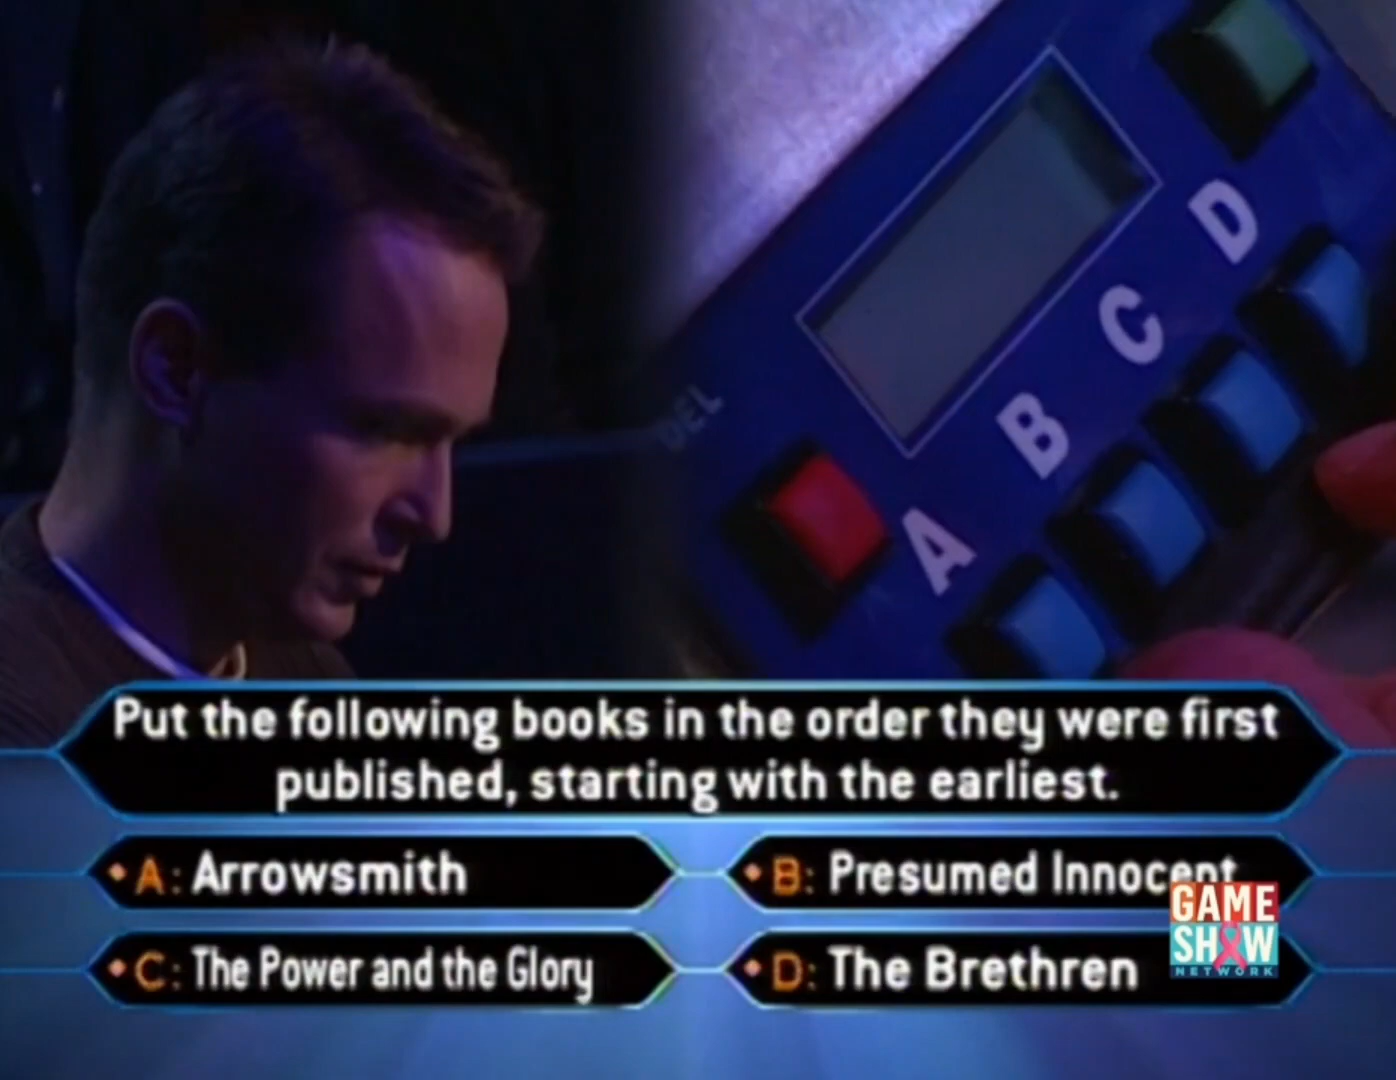 DEL
A
B
C
D
Put the following books in the order they were first
published, starting with the earliest.
A: Arrowsmith
B: Presumed Innocent
C: The Power and the Glory
D: The Brethren
GAME
SHOW
NETWORK